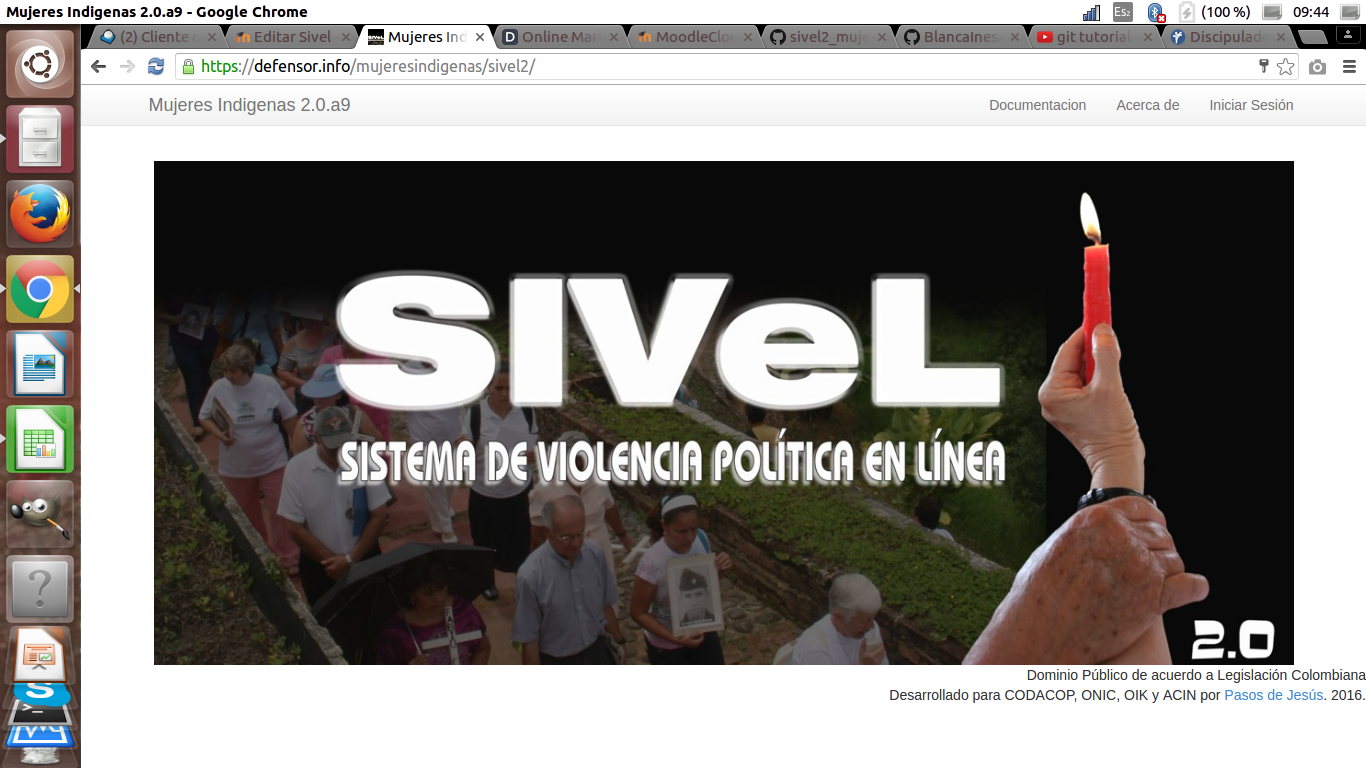 Mujeres Indigenas 2.0.a9 - Google Chrome
Es₂
(100 %)
09:44
(2) Cliente
Editar Sivel
Mujeres Ind
Online Mar
MoodleClo
sivel2_muj
BlancaInes
git tutorial
Discipulado
https://defensor.info/mujeresindigenas/sivel2/
Mujeres Indigenas 2.0.a9
Documentacion
Acerca de
Iniciar Sesión
SIVeL
SISTEMA DE VIOLENCIA POLÍTICA EN LÍNEA
2.0
Dominio Público de acuerdo a Legislación Colombiana
Desarrollado para CODACOP, ONIC, OIK y ACIN por Pasos de Jesús. 2016.